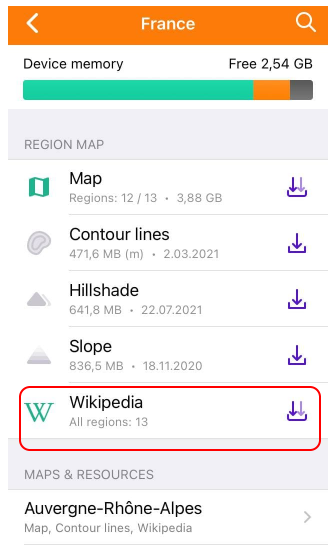 France
Device memory Free 2,54 GB
REGION MAP
Map
Regions: 12 / 13 • 3,88 GB
Contour lines
471,6 MB (m) • 2.03.2021
Hillshade
641,8 MB • 22.07.2021
Slope
836,5 MB • 18.11.2020
W Wikipedia
All regions: 13
MAPS & RESOURCES
Auvergne-Rhône-Alpes
Map, Contour lines, Wikipedia